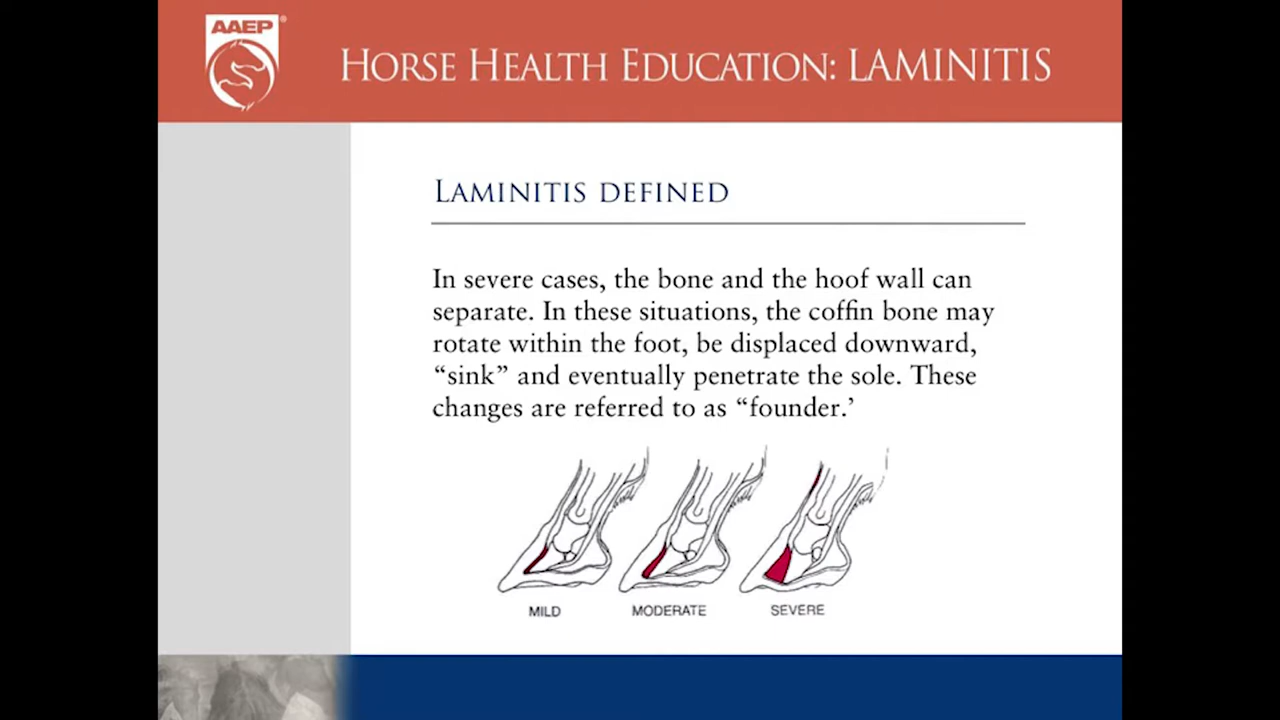 AAEP®
HORSE HEALTH EDUCATION: LAMINITIS
LAMINITIS DEFINED
In severe cases, the bone and the hoof wall can
separate. In these situations, the coffin bone may
rotate within the foot, be displaced downward,
“sink” and eventually penetrate the sole. These
changes are referred to as “founder.’
MILD
MODERATE
SEVERE